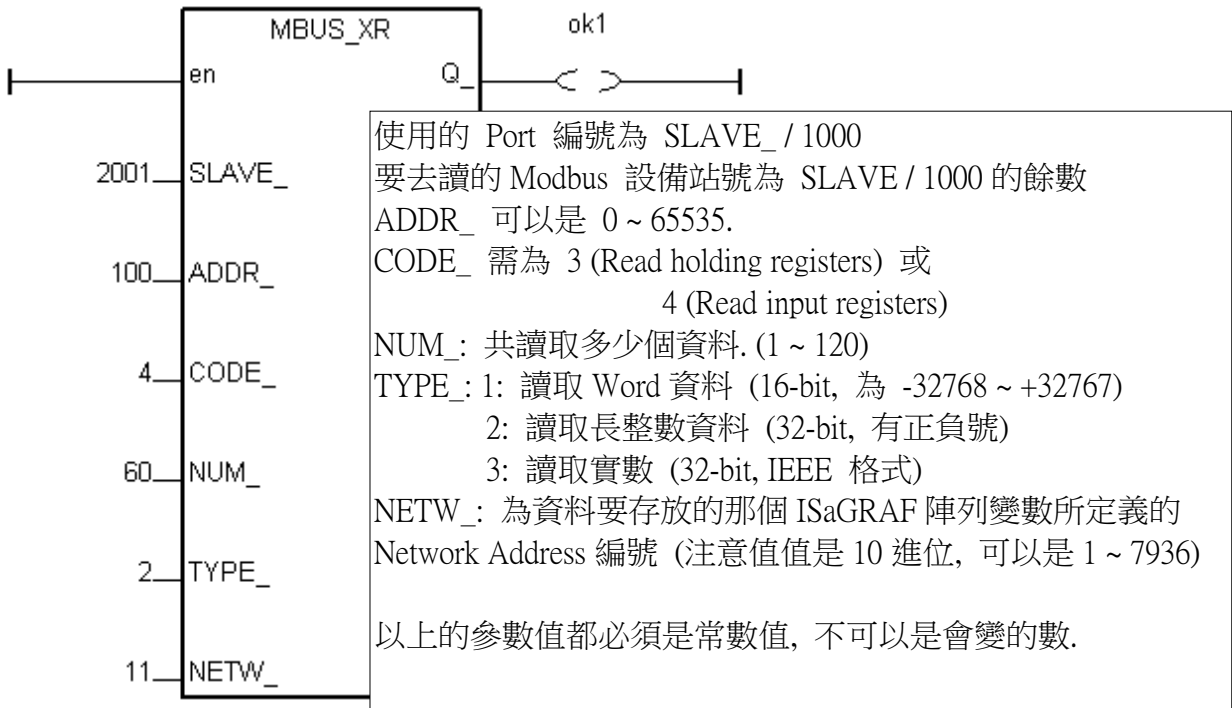 MBUS_XR
ok1
en
Q_
2001 SLAVE_
100 ADDR_
4 CODE_
60 NUM_
2 TYPE_
11 NETW_
使用的 Port 編號為 SLAVE_ / 1000
要去讀的 Modbus 設備站號為 SLAVE / 1000 的餘數
ADDR_ 可以是 0 ~ 65535.
CODE_ 需為 3 (Read holding registers) 或
4 (Read input registers)
NUM_: 共讀取多少個資料. (1 ~ 120)
TYPE_: 1: 讀取 Word 資料 (16-bit, 為 -32768 ~ +32767)
2: 讀取長整數資料 (32-bit, 有正負號)
3: 讀取實數 (32-bit, IEEE 格式)
NETW_: 為資料要存放的那個 ISaGRAF 陣列變數所定義的
Network Address 編號 (注意值值是 10 進位, 可以是 1 ~ 7936)
以上的參數值都必須是常數值, 不可以是會變的數.